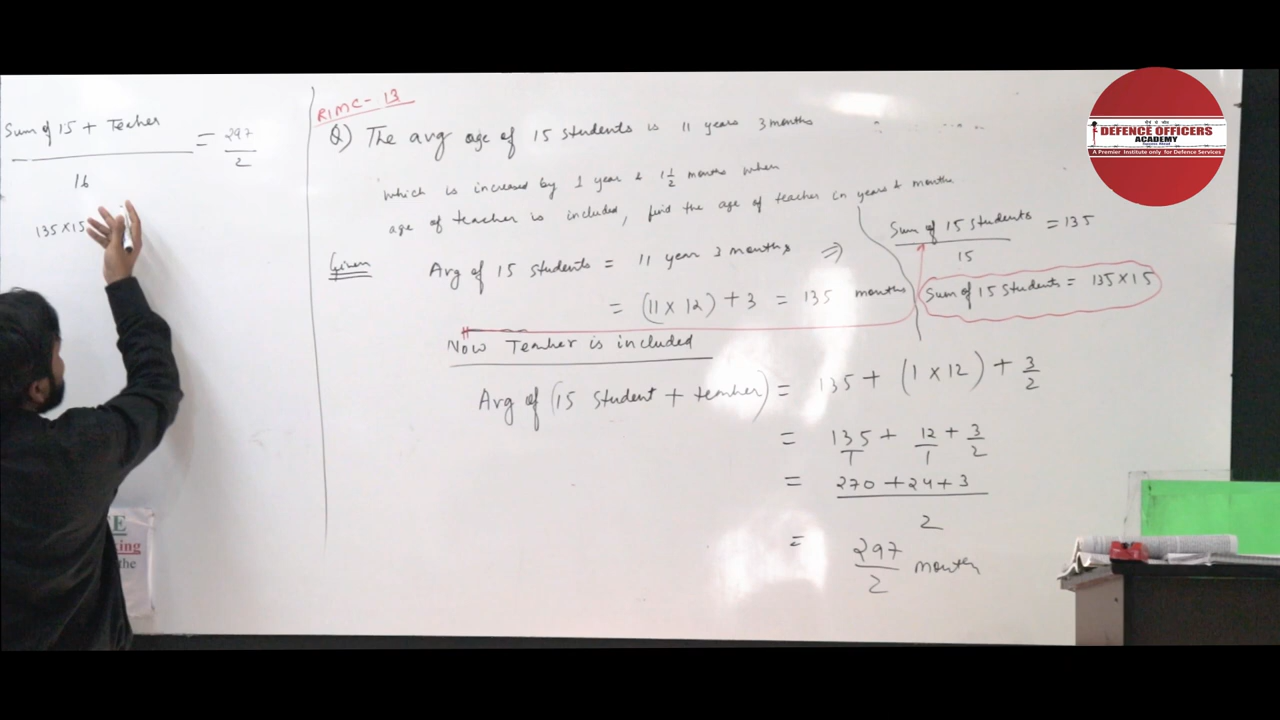 Sum of 15 + Techer
= 297/2
16
135×15
RIMC-13
Q) The avg age of 15 students is 11 years 3 months
which is increased by 1 year & 1 1/2 months when
age of teacher is included, find the age of teacher in years & months
Given
Avg of 15 students = 11 year 3 months ⇒
= (11 × 12) + 3 = 135 months
Sum of 15 students = 135
15
Sum of 15 students = 135×15
Now Teacher is included
Avg of (15 student + teacher) = 135 + (1 × 12) + 3/2
= 135/1 + 12/1 + 3/2
= 270 + 24 + 3
2
= 297/2 month
DEFENCE OFFICERS
ACADEMY
A Premier Institute only for Defence Services
E
king
the